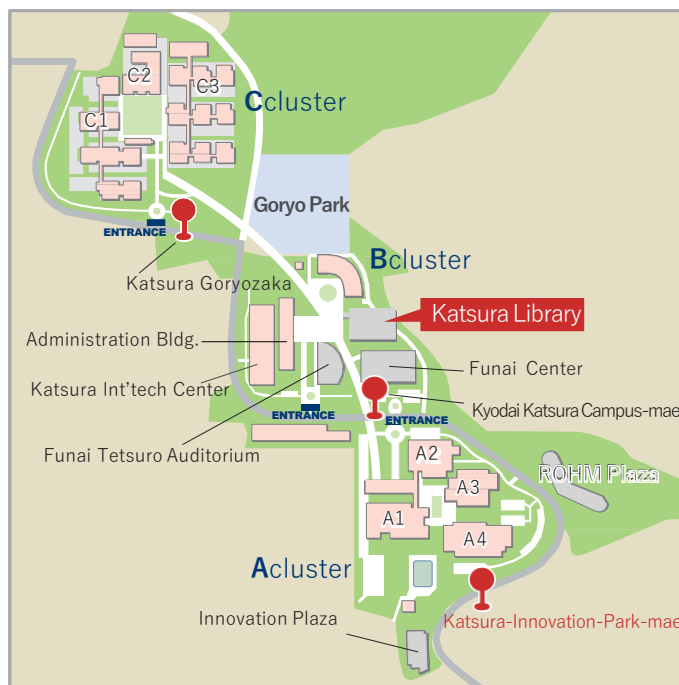 C2
C3
C1
Ccluster
Goryo Park
ENTRANCE
Katsura Goryozaka
Bcluster
Katsura Library
Administration Bldg.
Funai Center
Katsura Int'tech Center
Kyodai Katsura Campus-mae
ENTRANCE
ENTRANCE
Funai Tetsuro Auditorium
A2
ROHM Plaza
A3
A1
A4
Acluster
Innovation Plaza
Katsura-Innovation-Park-mae